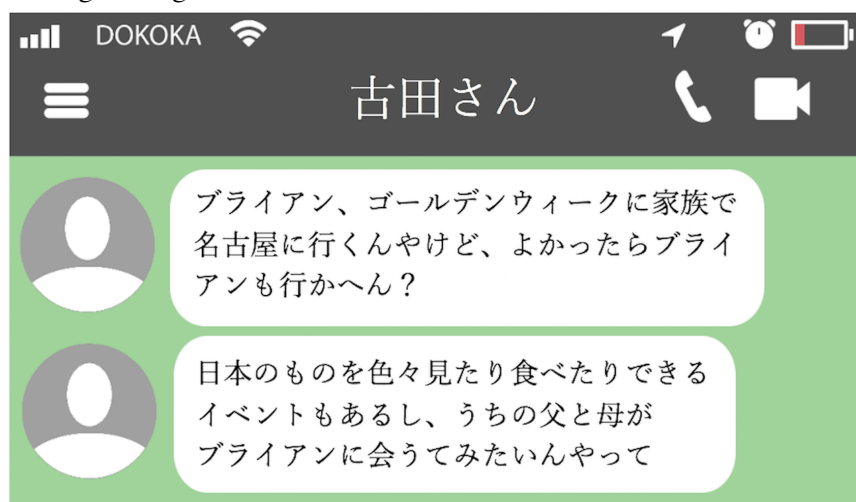 DOKOKA
古田さん
ブライアン、ゴールデンウィークに家族で
名古屋に行くんやけど、よかったらブライ
アンも行かへん？
日本のものを色々見たり食べたりできる
イベントもあるし、うちの父と母が
ブライアンに会うてみたいんやって